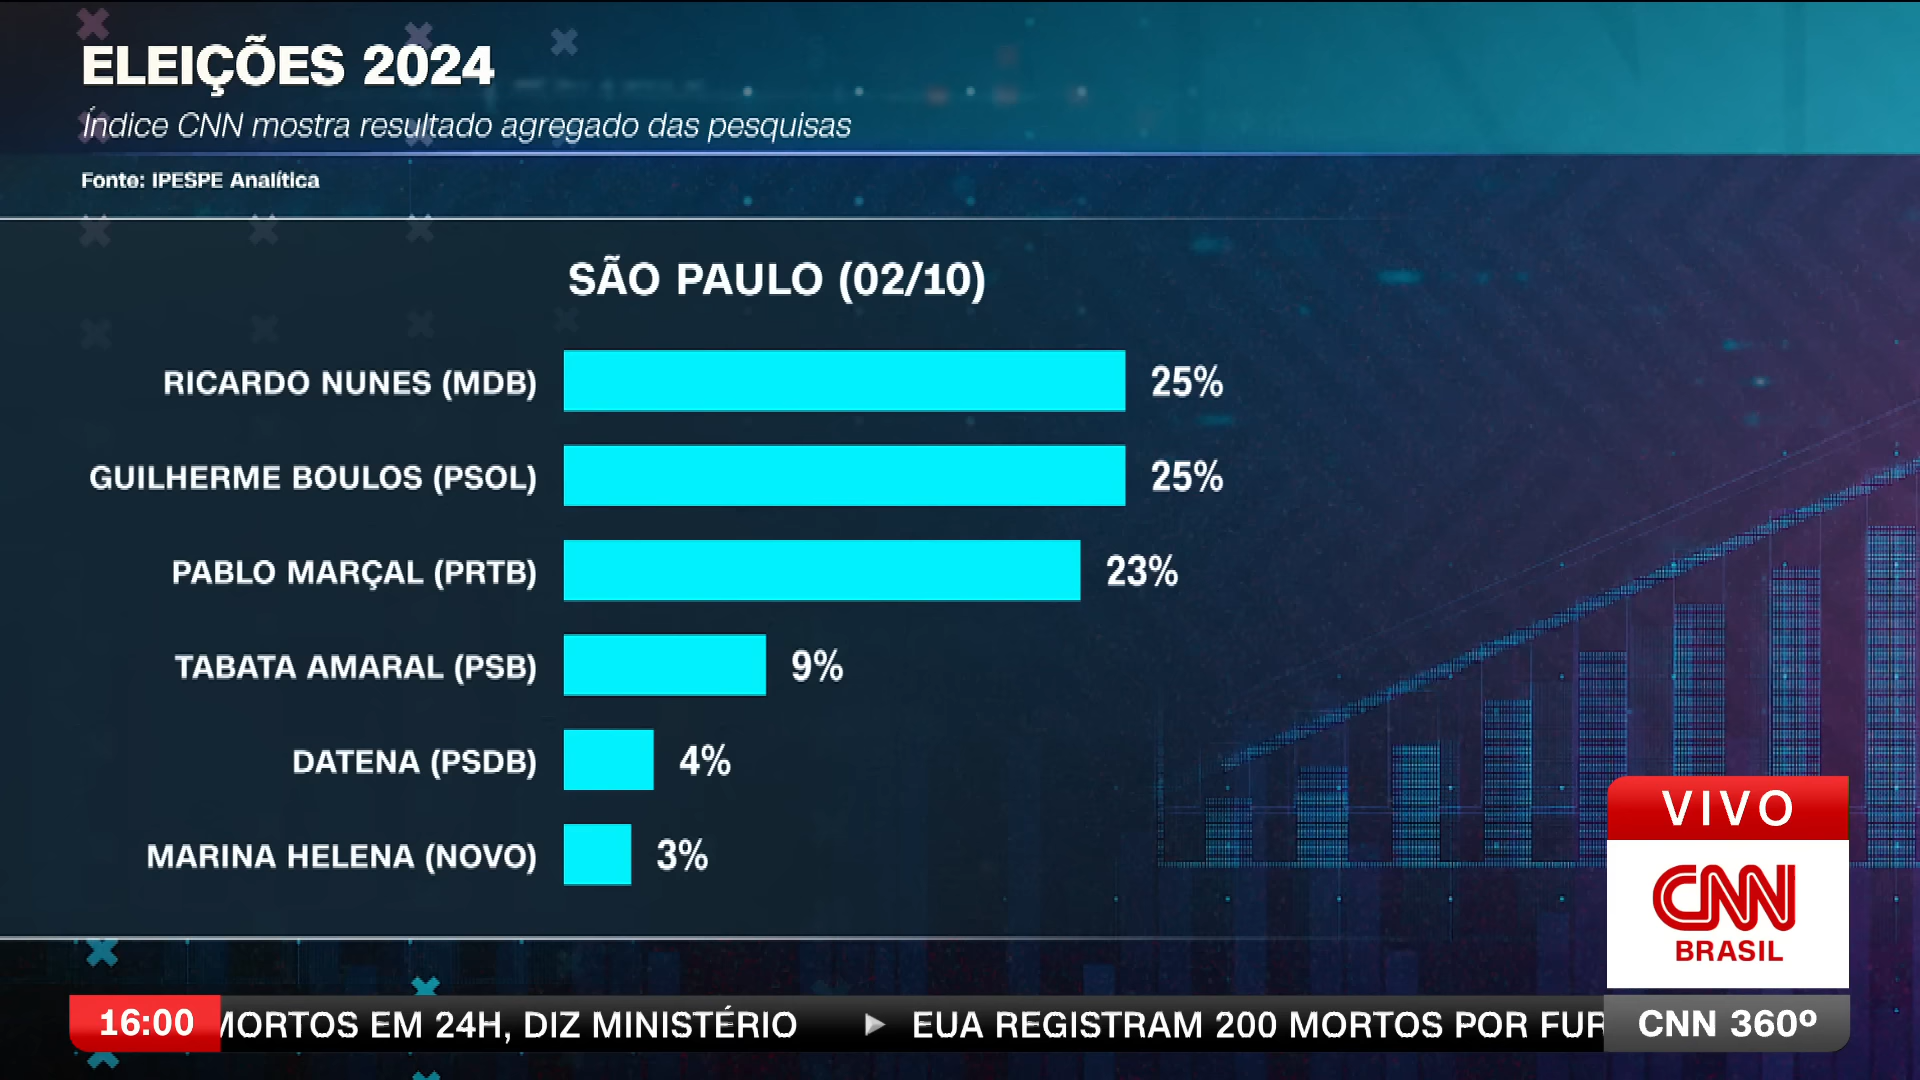 ELEIÇÕES 2024
Índice CNN mostra resultado agregado das pesquisas
Fonte: IPESPE Analítica
SÃO PAULO (02/10)
RICARDO NUNES (MDB) 25%
GUILHERME BOULOS (PSOL) 25%
PABLO MARÇAL (PRTB) 23%
TABATA AMARAL (PSB) 9%
DATENA (PSDB) 4%
MARINA HELENA (NOVO) 3%
VIVO
CNN
BRASIL
16:00 MORTOS EM 24H, DIZ MINISTÉRIO EUA REGISTRAM 200 MORTOS POR FUR CNN 360º